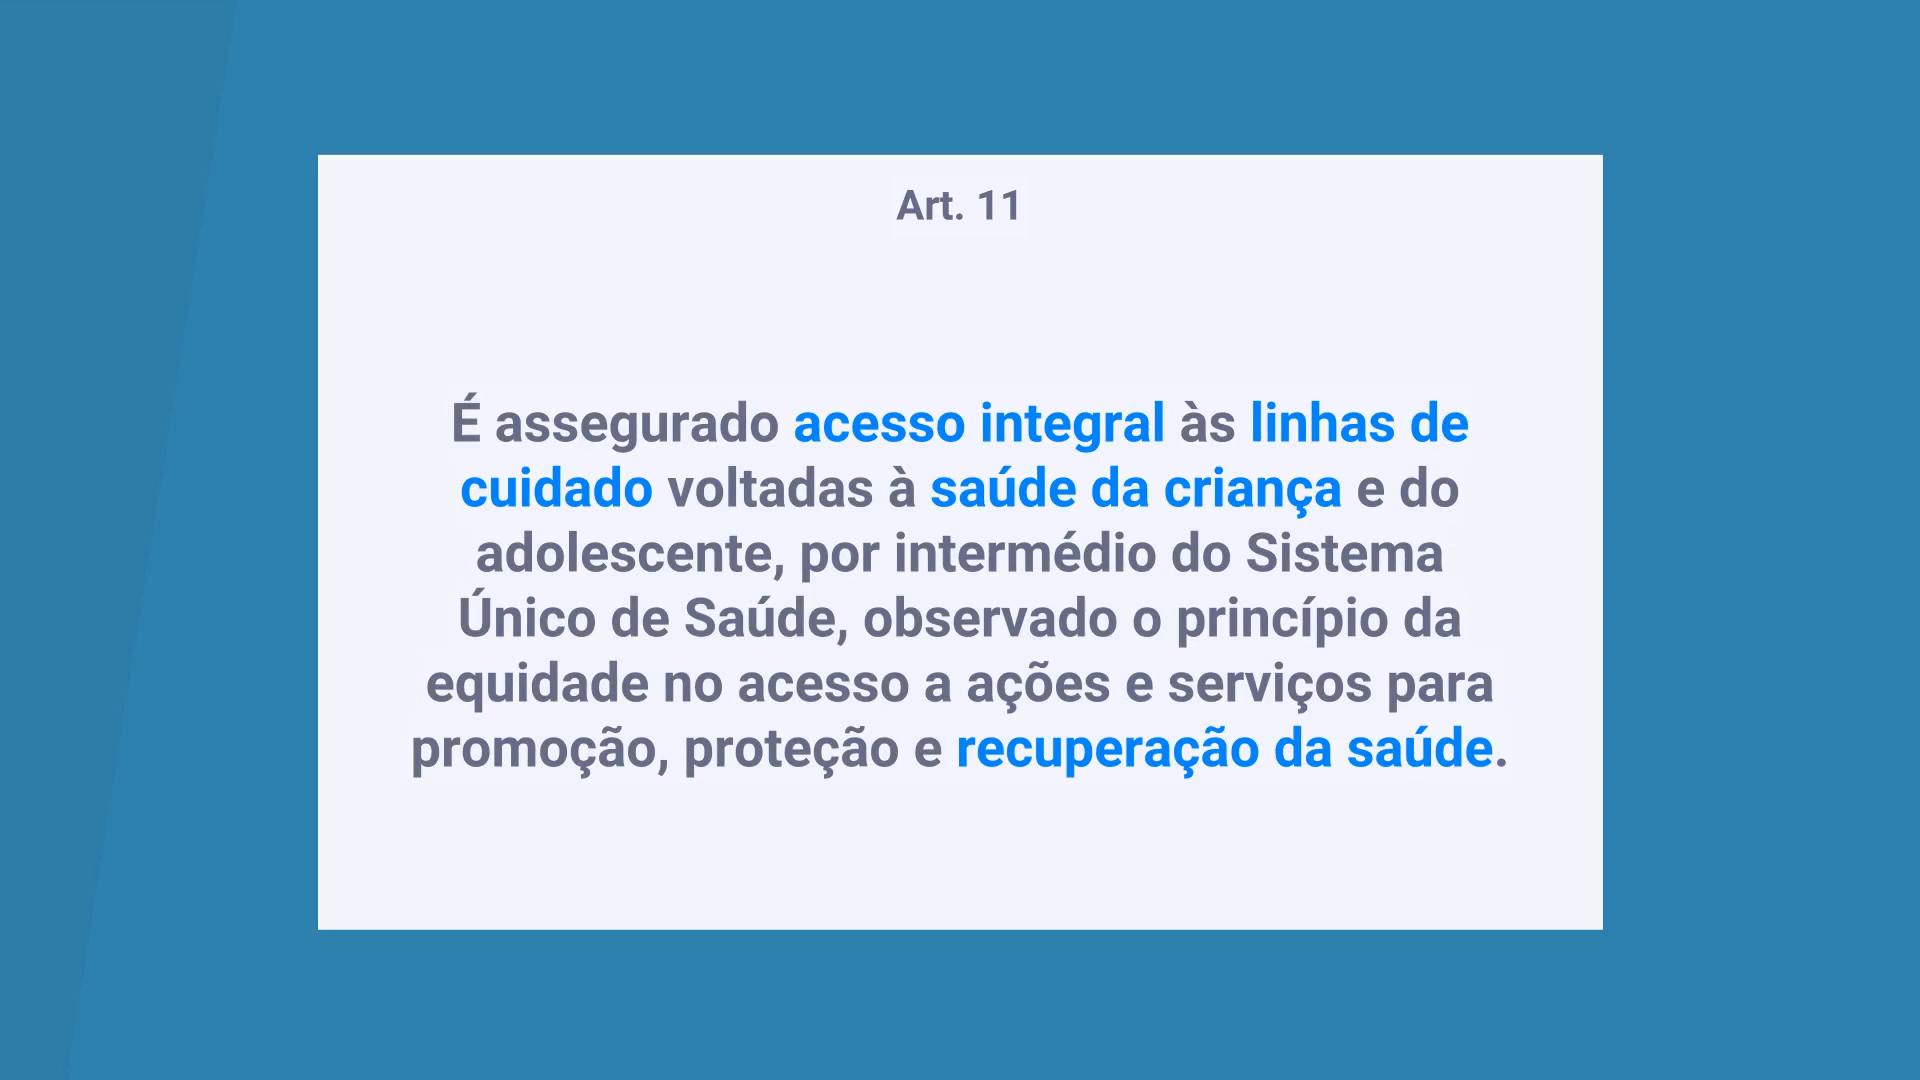 Art. 11
É assegurado acesso integral às linhas de
cuidado voltadas à saúde da criança e do
adolescente, por intermédio do Sistema
Único de Saúde, observado o princípio da
equidade no acesso a ações e serviços para
promoção, proteção e recuperação da saúde.